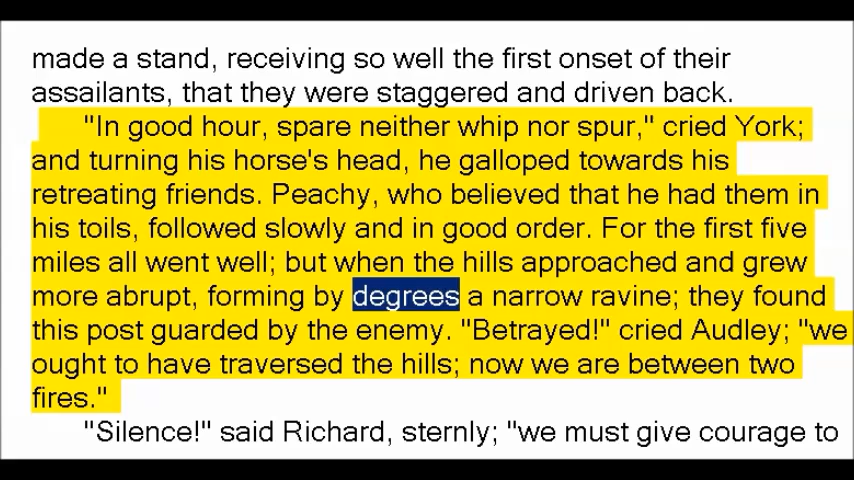 made a stand, receiving so well the first onset of their
assailants, that they were staggered and driven back.
"In good hour, spare neither whip nor spur," cried York;
and turning his horse's head, he galloped towards his
retreating friends. Peachy, who believed that he had them in
his toils, followed slowly and in good order. For the first five
miles all went well; but when the hills approached and grew
more abrupt, forming by degrees a narrow ravine; they found
this post guarded by the enemy. "Betrayed!" cried Audley; "we
ought to have traversed the hills; now we are between two
fires."
"Silence!" said Richard, sternly; "we must give courage to